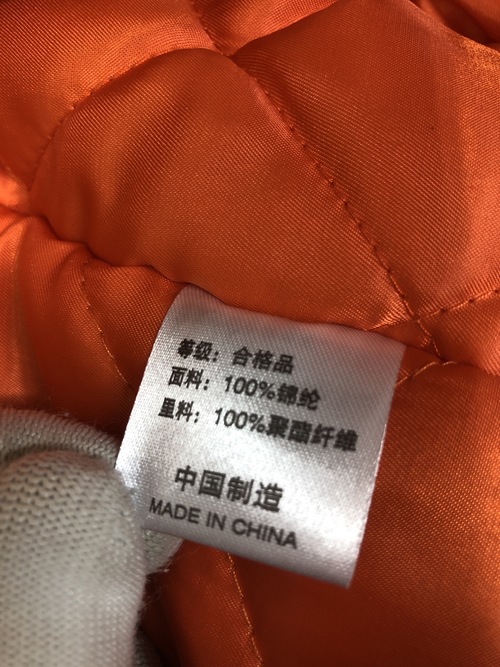 等级：合格品
面料：100%锦纶
里料：100%聚酯纤维
中国制造
MADE IN CHINA